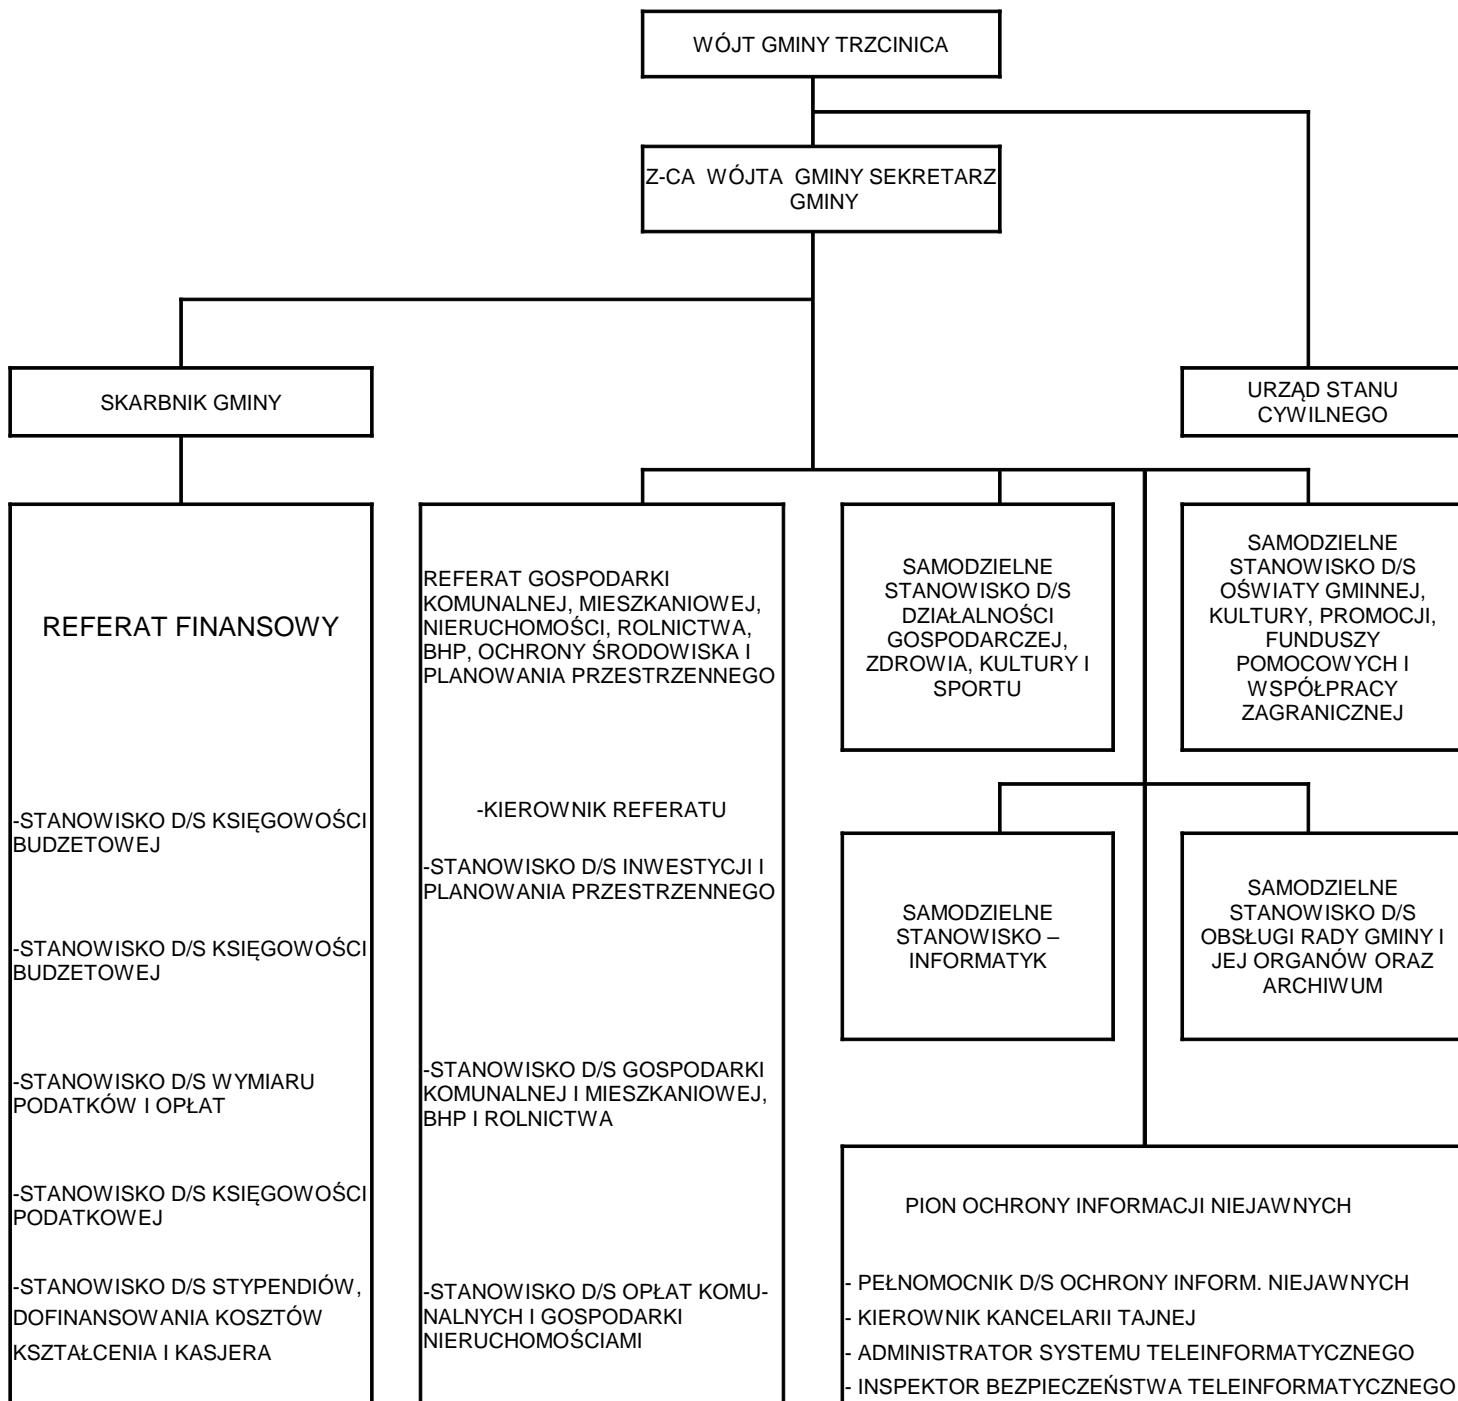 WÓJT GMINY TRZCINICA
Z-CA WÓJTA GMINY SEKRETARZ
GMINY
SKARBNIK GMINY
URZĄD STANU
CYWILNEGO
REFERAT FINANSOWY
-STANOWISKO D/S KSIĘGOWOŚCI
BUDZETOWEJ
-STANOWISKO D/S KSIĘGOWOŚCI
BUDZETOWEJ
-STANOWISKO D/S WYMIARU
PODATKÓW I OPŁAT
-STANOWISKO D/S KSIĘGOWOŚCI
PODATKOWEJ
-STANOWISKO D/S STYPENDIÓW,
DOFINANSOWANIA KOSZTÓW
KSZTAŁCENIA I KASJERA
REFERAT GOSPODARKI
KOMUNALNEJ, MIESZKANIOWEJ,
NIERUCHOMOŚCI, ROLNICTWA,
BHP, OCHRONY ŚRODOWISKA I
PLANOWANIA PRZESTRZENNEGO
-KIEROWNIK REFERATU
-STANOWISKO D/S INWESTYCJI I
PLANOWANIA PRZESTRZENNEGO
-STANOWISKO D/S GOSPODARKI
KOMUNALNEJ I MIESZKANIOWEJ,
BHP I ROLNICTWA
-STANOWISKO D/S OPŁAT KOMU-
NALNYCH I GOSPODARKI
NIERUCHOMOŚCIAMI
SAMODZIELNE
STANOWISKO D/S
DZIAŁALNOŚCI
GOSPODARCZEJ,
ZDROWIA, KULTURY I
SPORTU
SAMODZIELNE
STANOWISKO D/S
OŚWIATY GMINNEJ,
KULTURY, PROMOCJI,
FUNDUSZY
POMOCOWYCH I
WSPÓŁPRACY
ZAGRANICZNEJ
SAMODZIELNE
STANOWISKO –
INFORMATYK
SAMODZIELNE
STANOWISKO D/S
OBSŁUGI RADY GMINY I
JEJ ORGANÓW ORAZ
ARCHIWUM
PION OCHRONY INFORMACJI NIEJAWNYCH
- PEŁNOMOCNIK D/S OCHRONY INFORM. NIEJAWNYCH
- KIEROWNIK KANCELARII TAJNEJ
- ADMINISTRATOR SYSTEMU TELEINFORMATYCZNEGO
- INSPEKTOR BEZPIECZEŃSTWA TELEINFORMATYCZNEGO